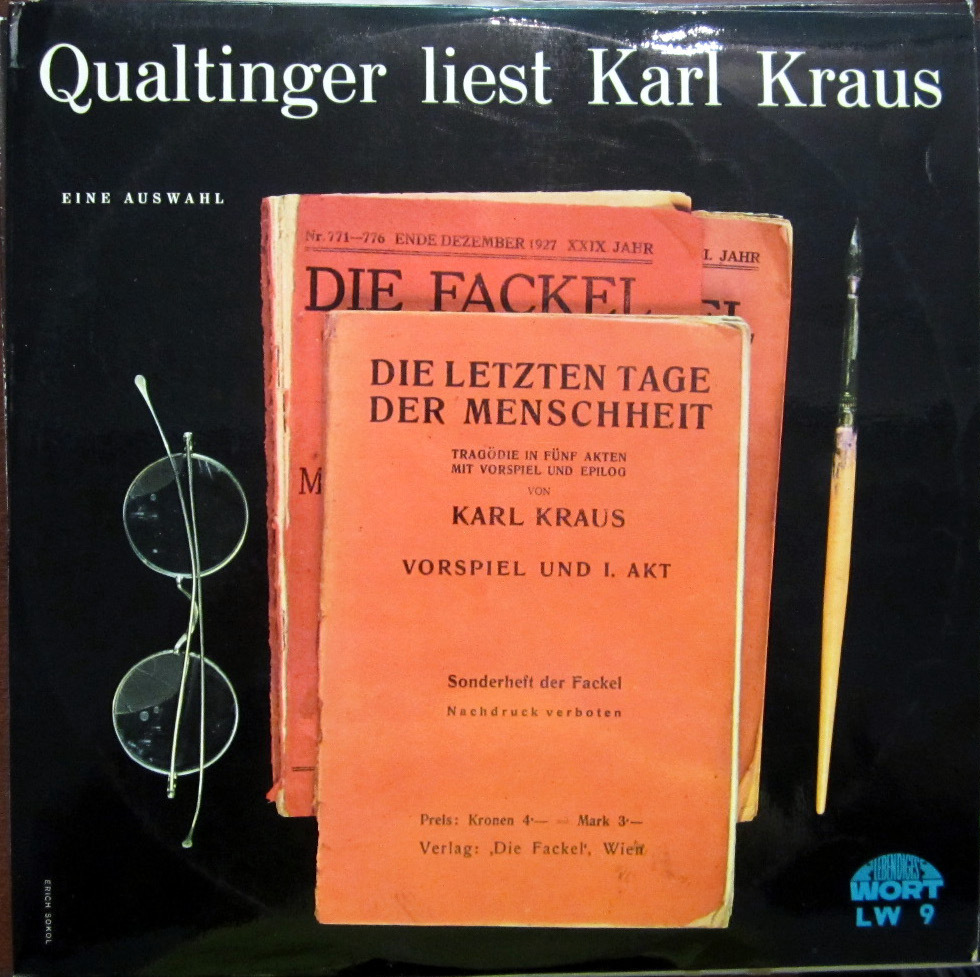 Qualtinger liest Karl Kraus
EINE AUSWAHL
Nr. 771—776 ENDE DEZEMBER 1927 XXIX. JAHR
I. JAHR
DIE FACKEL
EL
DIE LETZTEN TAGE
DER MENSCHHEIT
TRAGÖDIE IN FÜNF AKTEN
MIT VORSPIEL UND EPILOG
VON
M
KARL KRAUS
VORSPIEL UND I. AKT
Sonderheft der Fackel
Nachdruck verboten
Preis: Kronen 4·— — Mark 3·—
Verlag: ‚Die Fackel‘, Wien
LEBENDIGES
WORT
LW 9
ERICH SOKOL